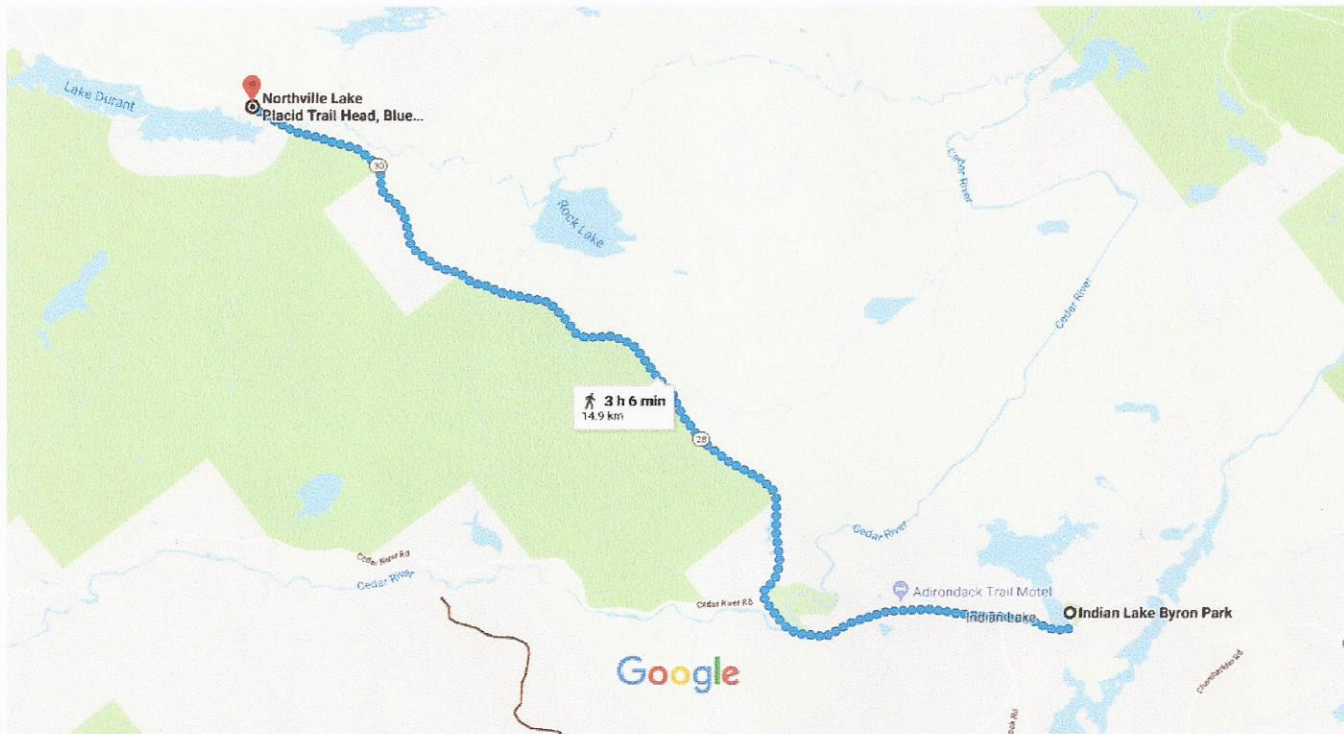 Lake Durant
Northville Lake
Placid Trail Head, Blue...
30
Rock Lake
Cedar River
Cedar River
3 h 6 min
14.9 km
28
Cedar River
Cedar River Rd
Cedar River
Cedar River Rd
Adirondack Trail Motel
Indian Lake
Indian Lake Byron Park
Google